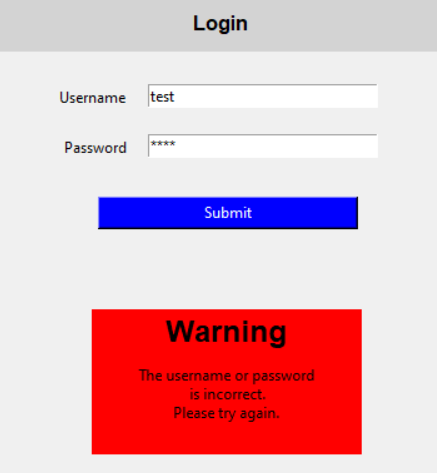 Login
Username test
Password ****
Submit
Warning
The username or password
is incorrect.
Please try again.